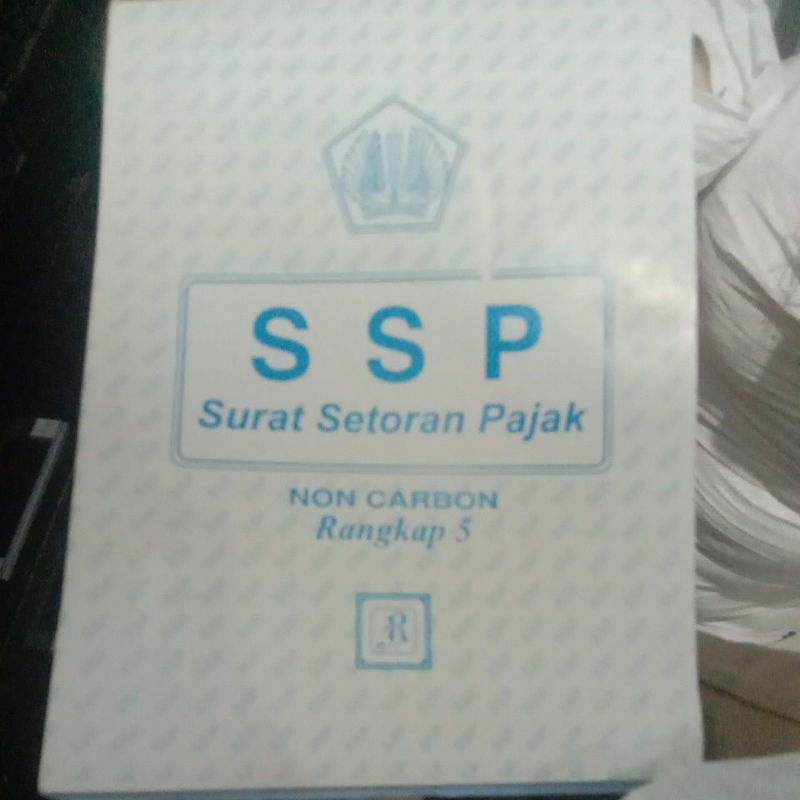 S S P
Surat Setoran Pajak
NON CARBON
Rangkap 5
R